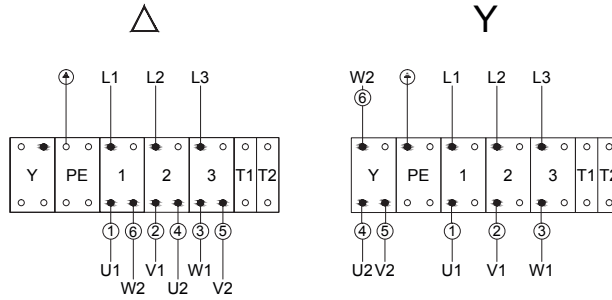 Δ Y
L1 L2 L3 W2 L1 L2 L3
6
Y PE 1 2 3 T1 T2 Y PE 1 2 3 T1 T2
1 6 2 4 3 5 4 5 1 2 3
U1 V1 W1 U2 V2 U1 V1 W1
W2 U2 V2